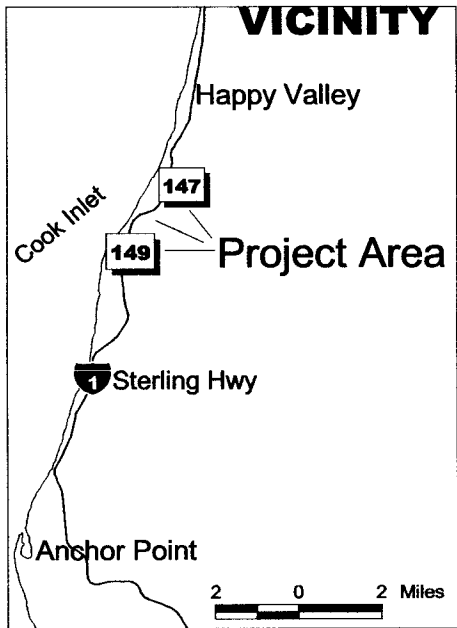 VICINITY
Happy Valley
147
Cook Inlet
149
Project Area
1
Sterling Hwy
Anchor Point
2 0 2 Miles